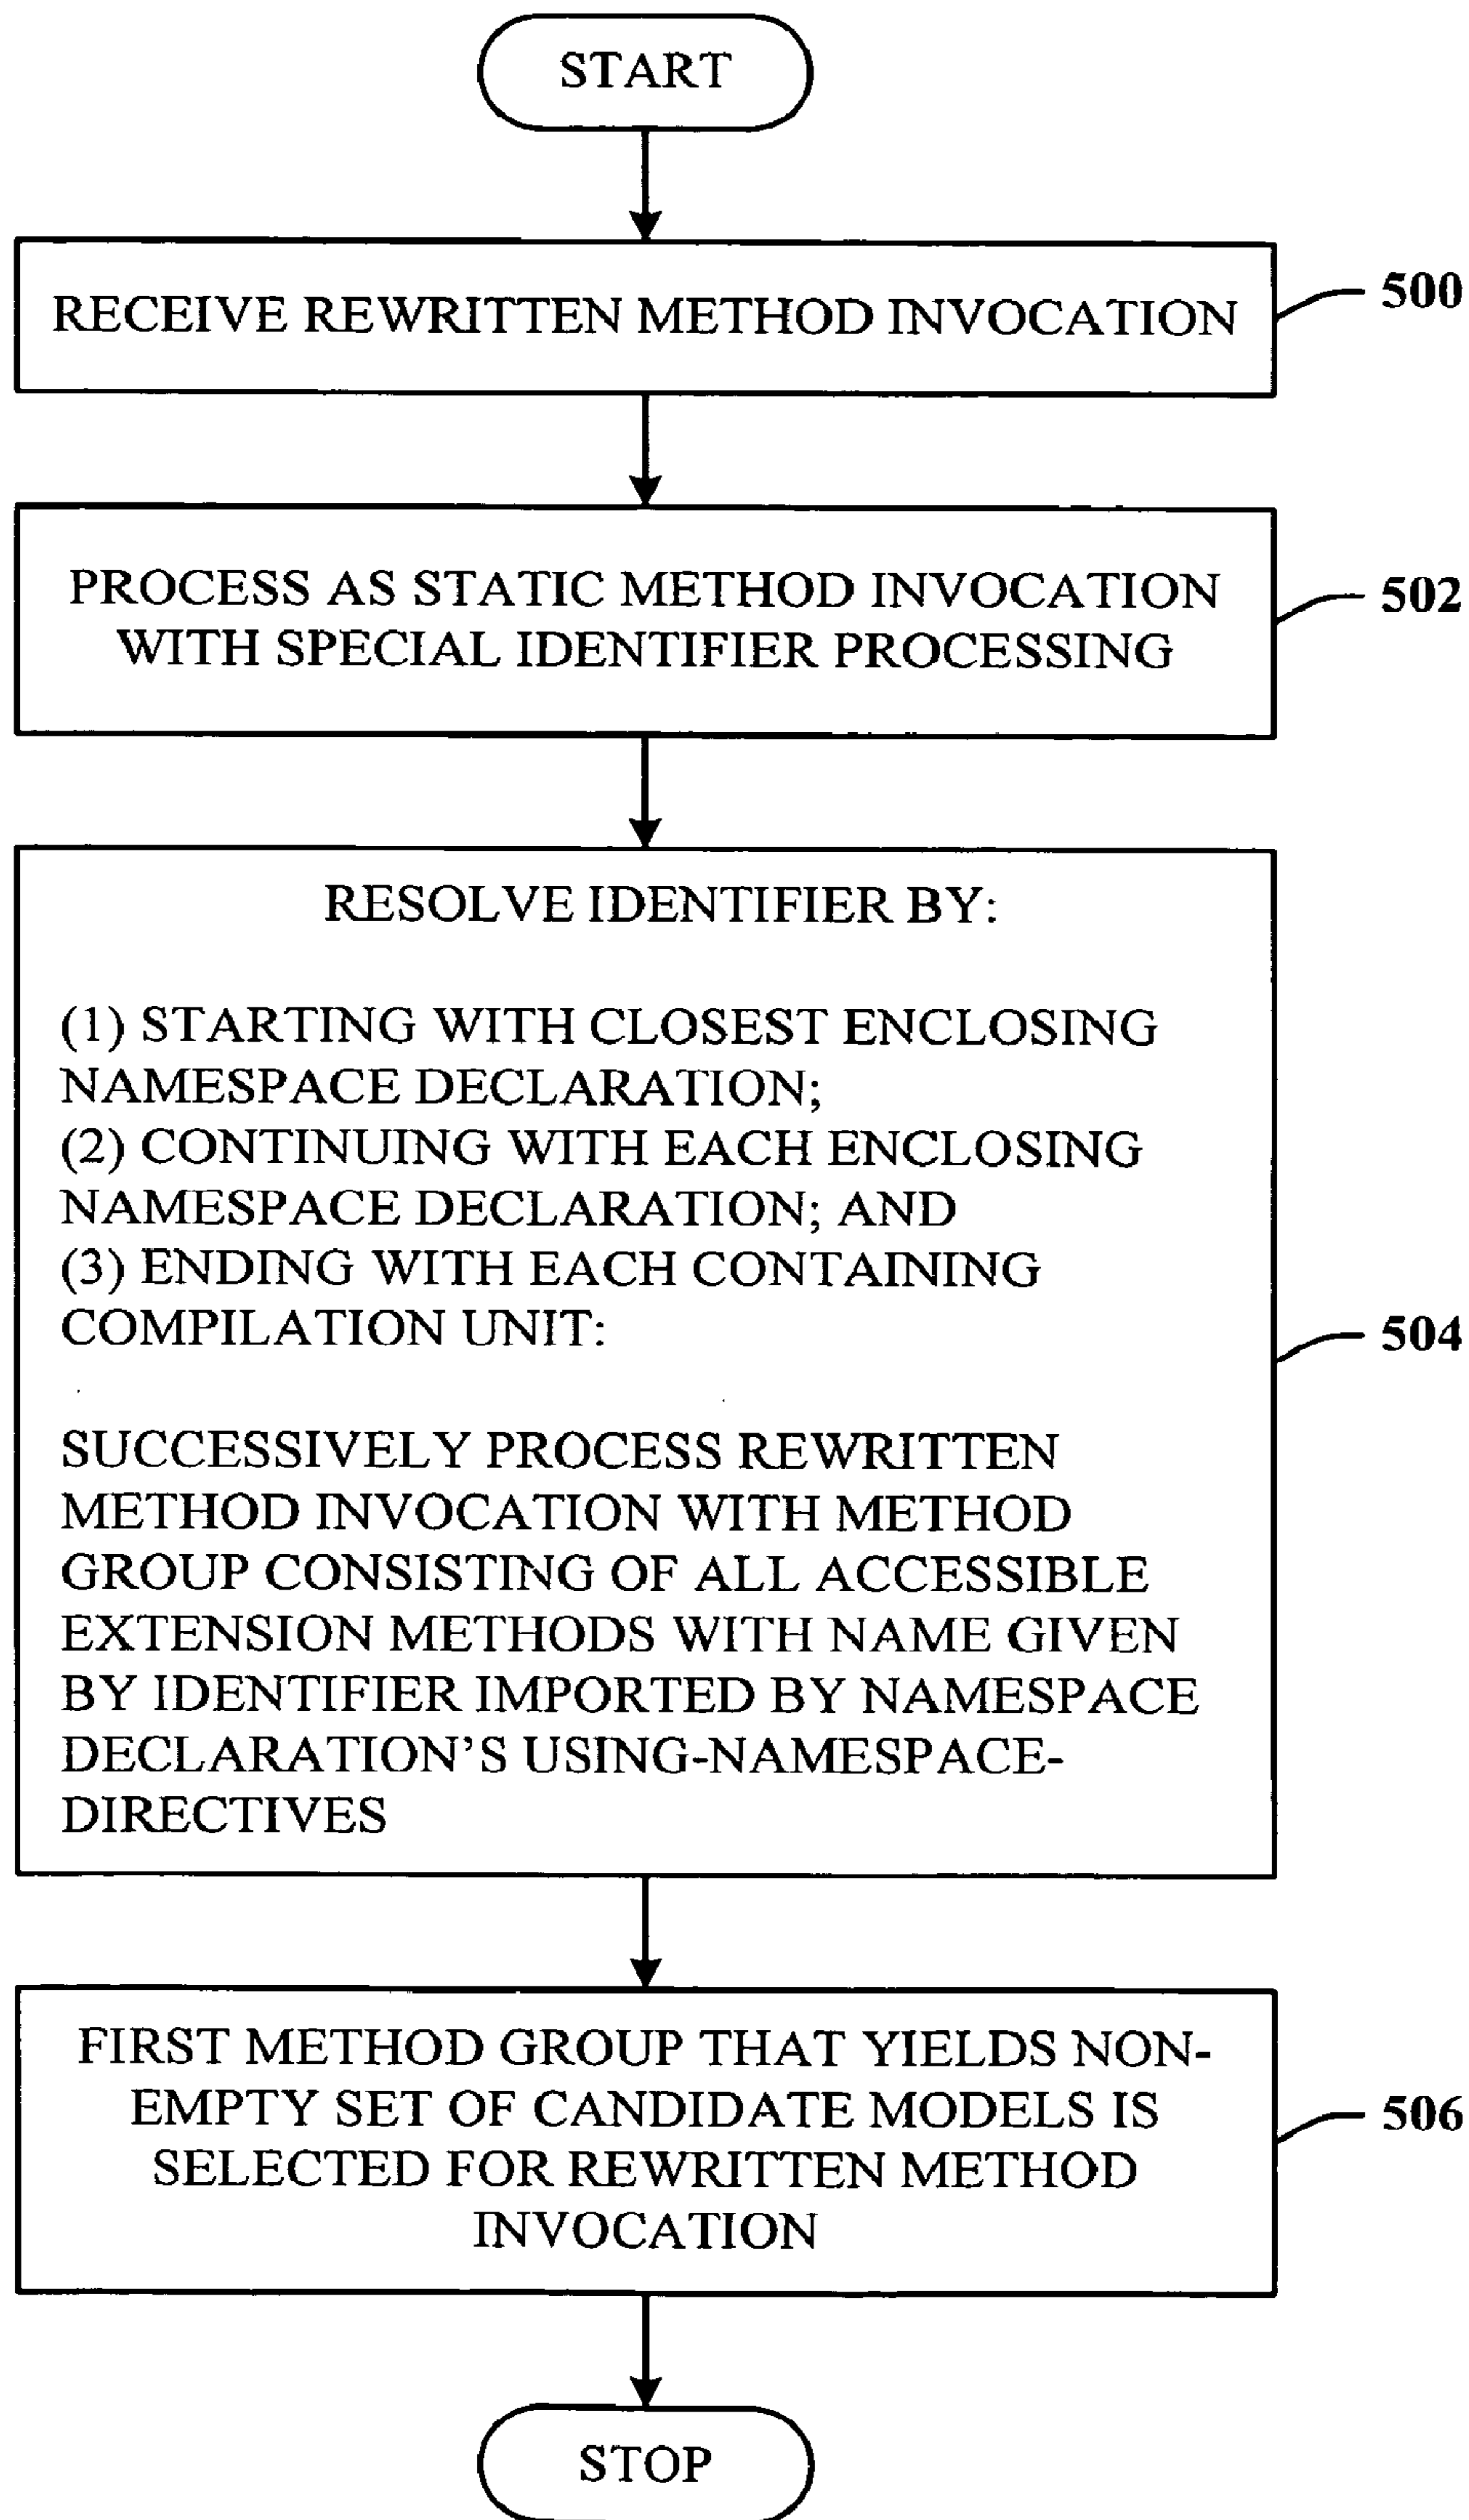 START
RECEIVE REWRITTEN METHOD INVOCATION
500
PROCESS AS STATIC METHOD INVOCATION
WITH SPECIAL IDENTIFIER PROCESSING
502
RESOLVE IDENTIFIER BY:
(1) STARTING WITH CLOSEST ENCLOSING
NAMESPACE DECLARATION;
(2) CONTINUING WITH EACH ENCLOSING
NAMESPACE DECLARATION; AND
(3) ENDING WITH EACH CONTAINING
COMPILATION UNIT:
504
SUCCESSIVELY PROCESS REWRITTEN
METHOD INVOCATION WITH METHOD
GROUP CONSISTING OF ALL ACCESSIBLE
EXTENSION METHODS WITH NAME GIVEN
BY IDENTIFIER IMPORTED BY NAMESPACE
DECLARATION'S USING-NAMESPACE-
DIRECTIVES
FIRST METHOD GROUP THAT YIELDS NON-
EMPTY SET OF CANDIDATE MODELS IS
SELECTED FOR REWRITTEN METHOD
INVOCATION
506
STOP